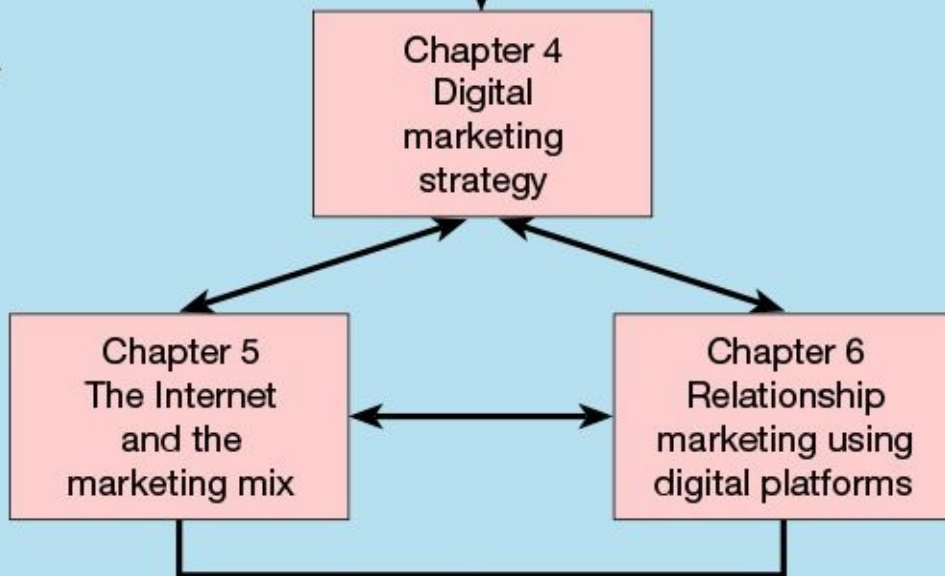 Chapter 4
Digital
marketing
strategy
Chapter 5
The Internet
and the
marketing mix
Chapter 6
Relationship
marketing using
digital platforms